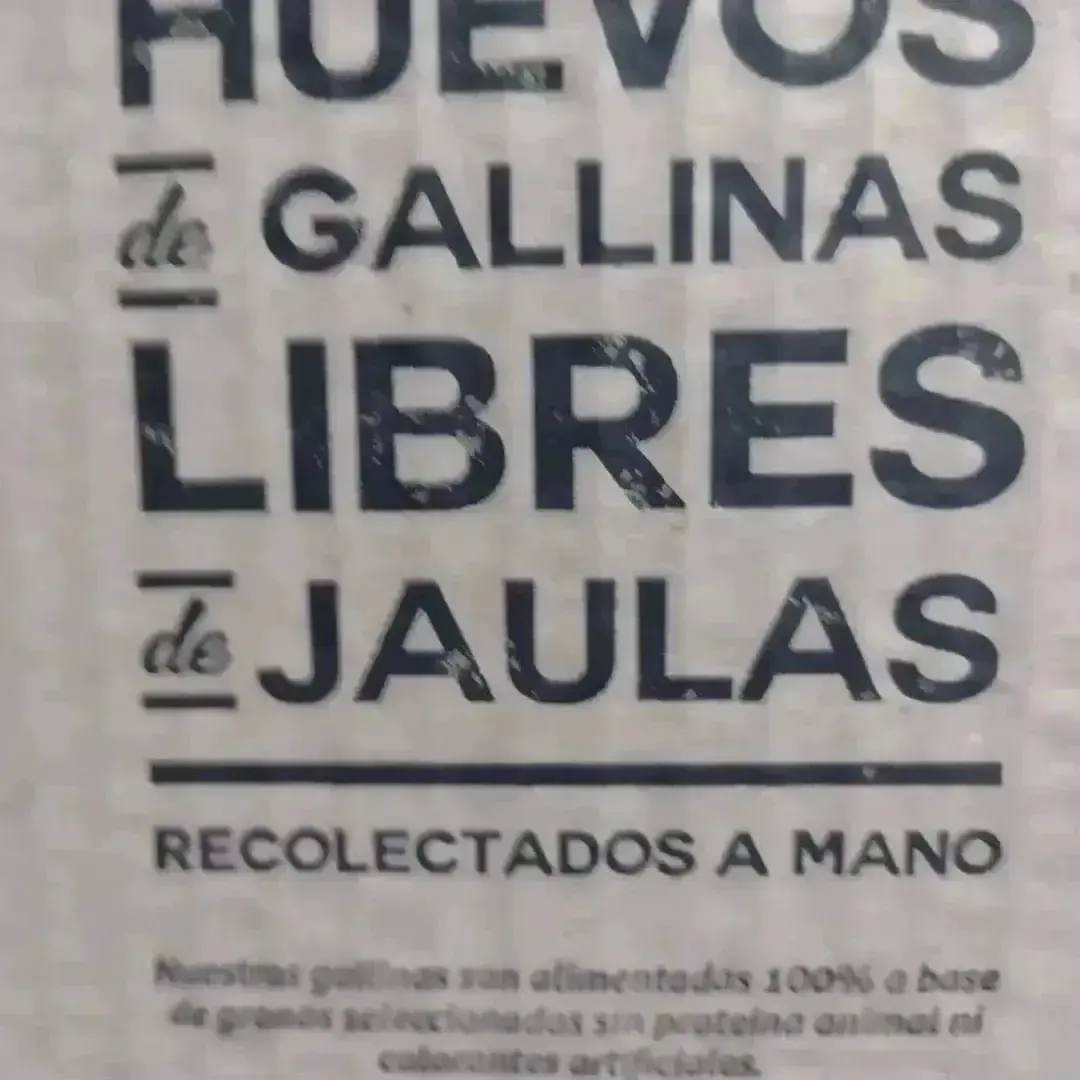 HUEVOS
de GALLINAS
LIBRES
de JAULAS
RECOLECTADOS A MANO
Nuestras gallinas son alimentadas 100% a base
de granos seleccionados sin proteína animal ni
colorantes artificiales.